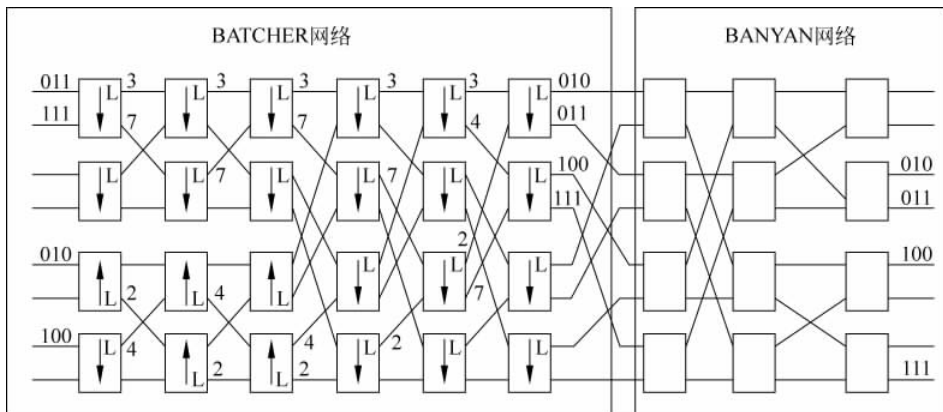 BATCHER网络
BANYAN网络
011 3 3 3 3 3 010
L L L L L L
111 7 7 4 011
100 010
L L 7 L L 7 L L
111 011
2
010 100
L L L
2 4 7
L L L
100 4 2
L 4 L L L
2 2 111
L L